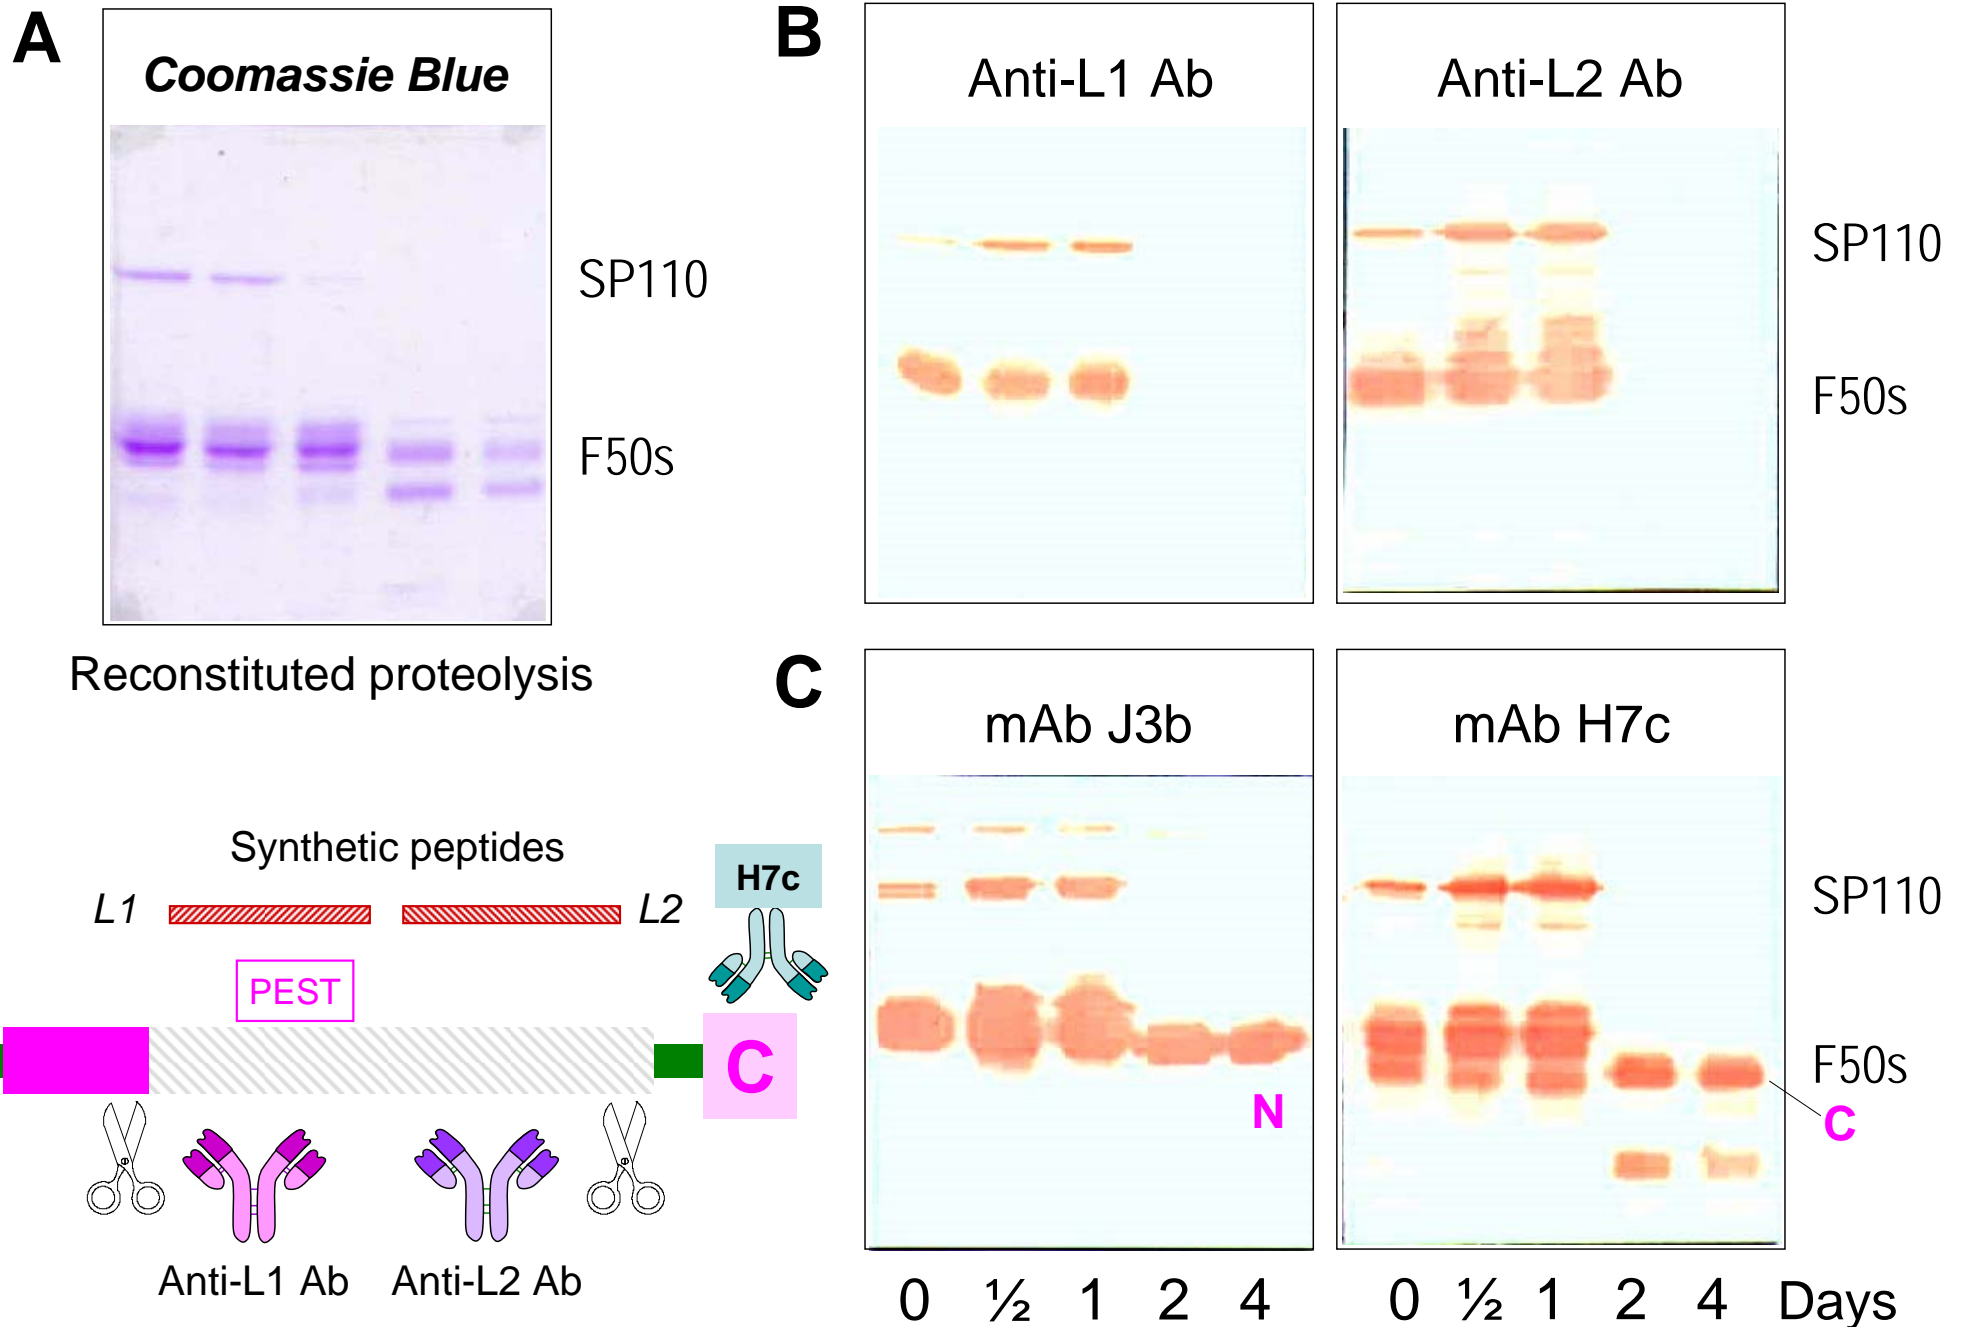 A
Coomassie Blue
SP110
F50s
Reconstituted proteolysis
Synthetic peptides
L1
L2
H7c
PEST
C
Anti-L1 Ab
Anti-L2 Ab
B
Anti-L1 Ab
Anti-L2 Ab
SP110
F50s
C
mAb J3b
mAb H7c
SP110
F50s
N
C
0 ½ 1 2 4
0 ½ 1 2 4 Days